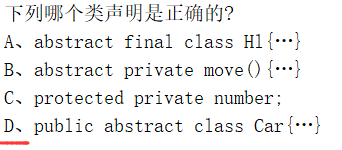 下列哪个类声明是正确的?
A、abstract final class Hl{…}
B、abstract private move(){…}
C、protected private number;
D、public abstract class Car{…}